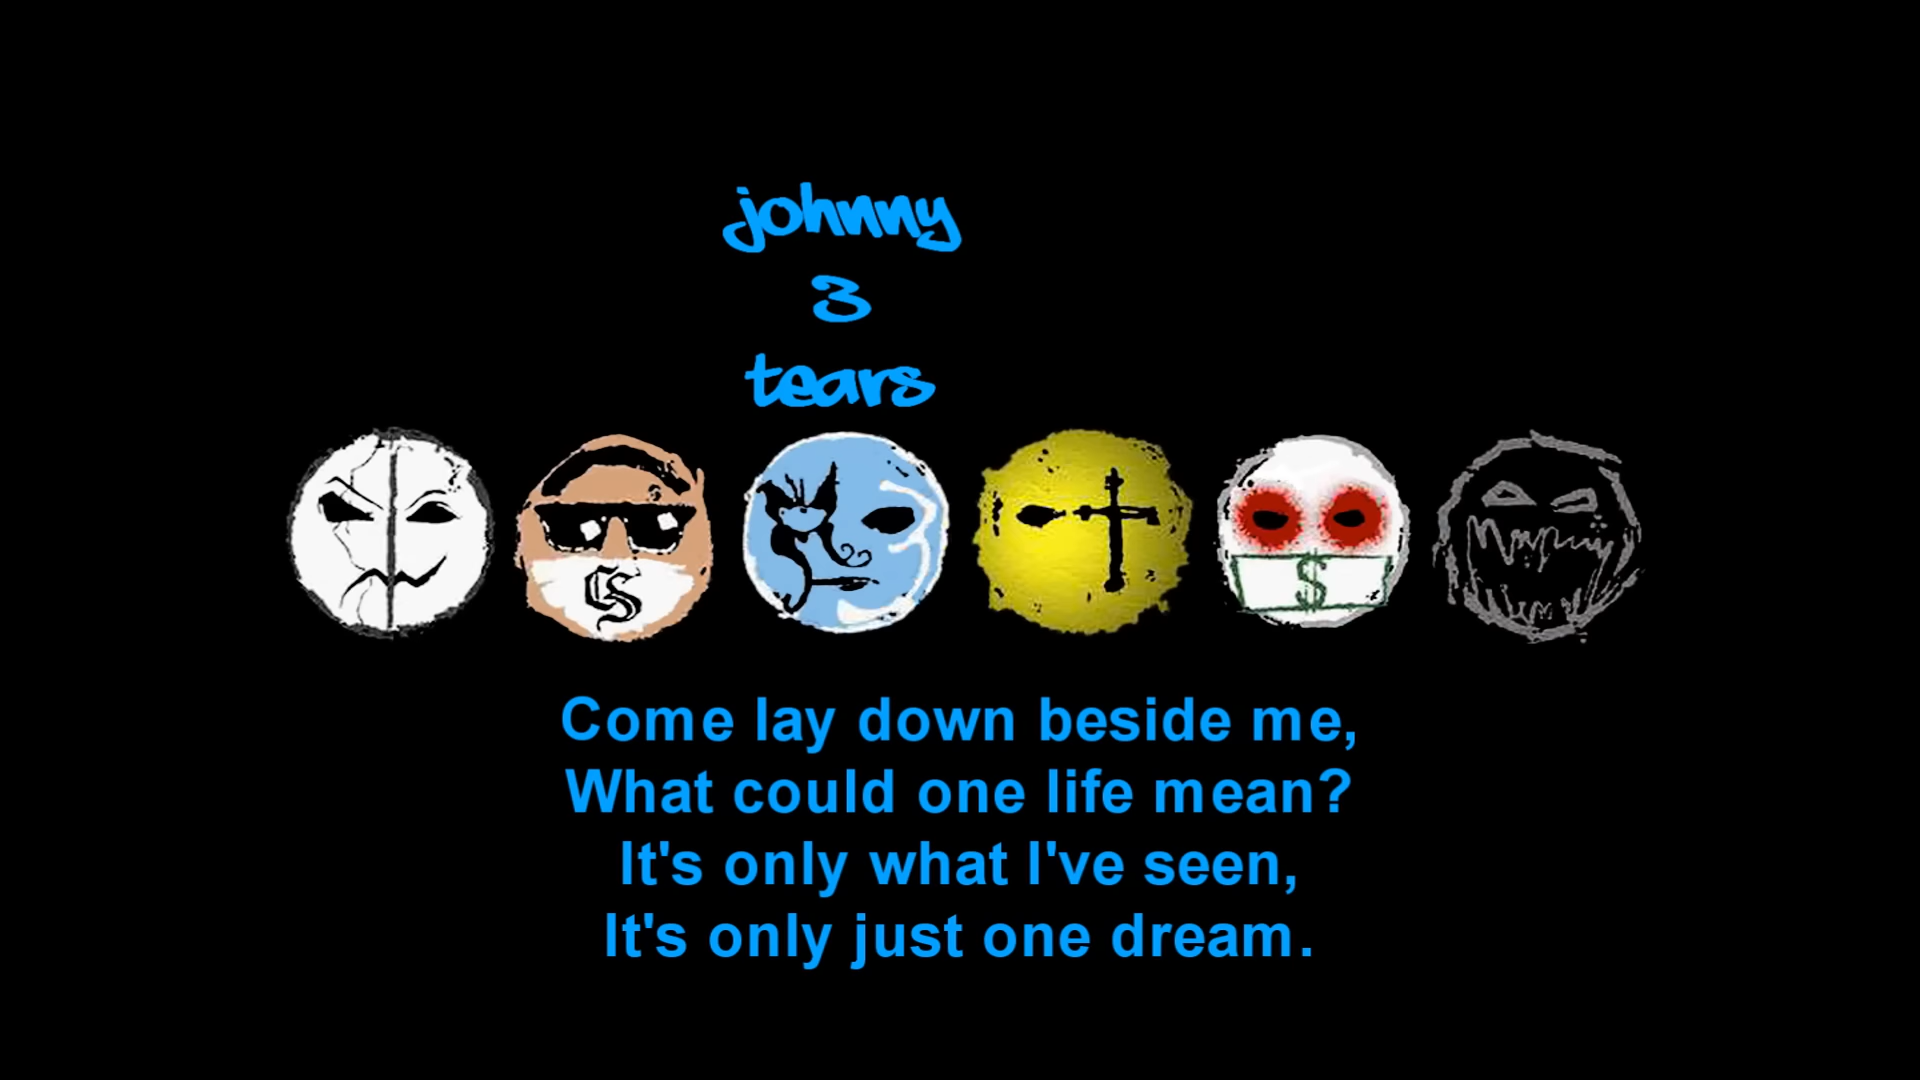 johnny
3
tears
S
$
Come lay down beside me,
What could one life mean?
It's only what I've seen,
It's only just one dream.